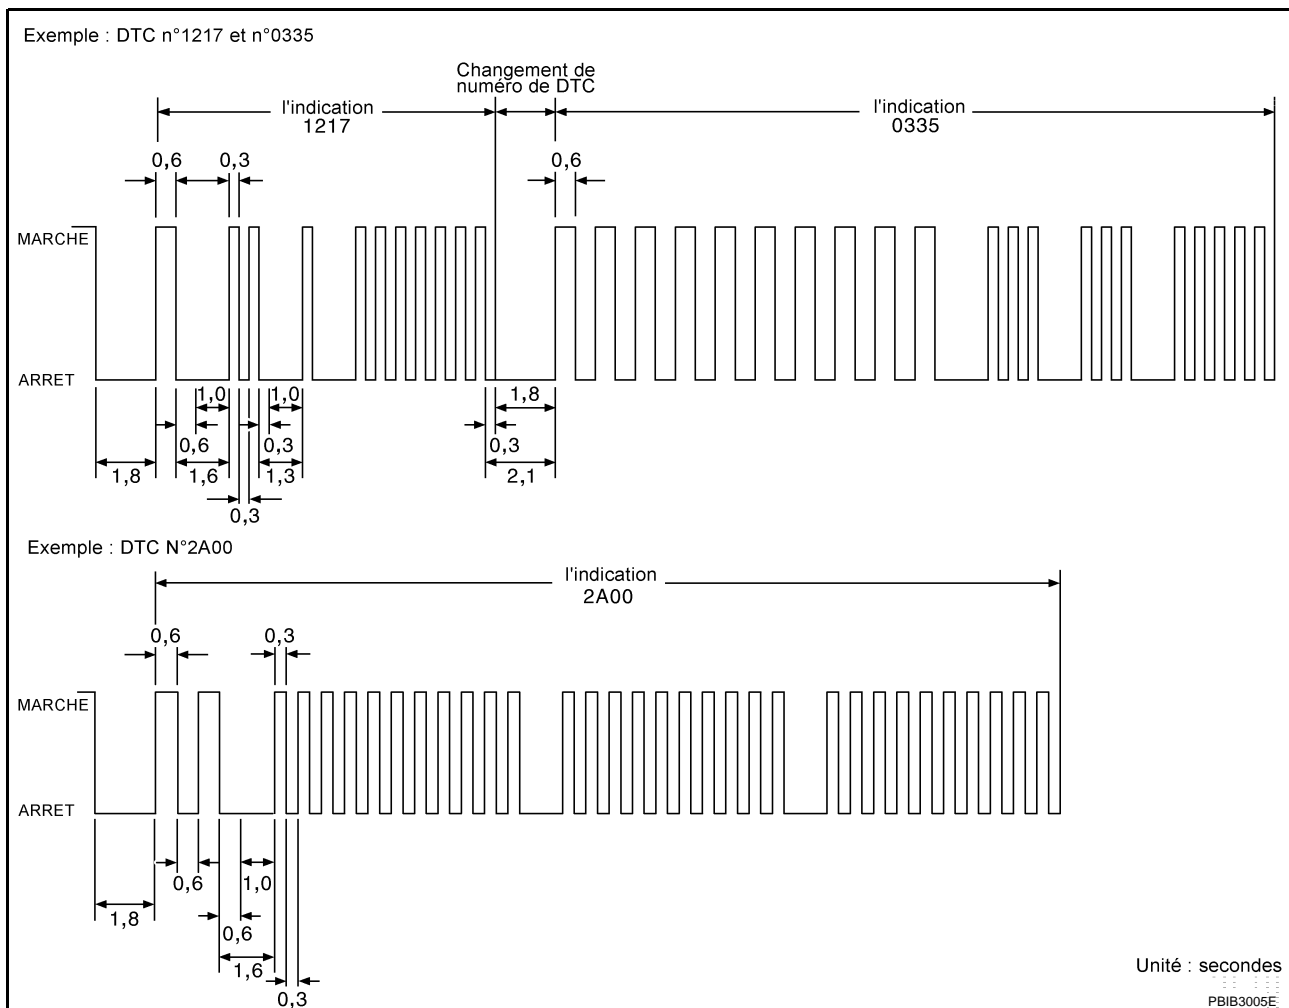 Exemple : DTC n°1217 et n°0335
Changement de
numéro de DTC
l'indication
1217
l'indication
0335
0,6
0,3
0,6
MARCHE
ARRET
1,0
1,0
1,8
0,6
0,3
0,3
1,8
1,6
1,3
2,1
0,3
Exemple : DTC N°2A00
l'indication
2A00
0,6
0,3
MARCHE
ARRET
0,6
1,0
1,8
0,6
1,6
0,3
Unité : secondes
PBIB3005E